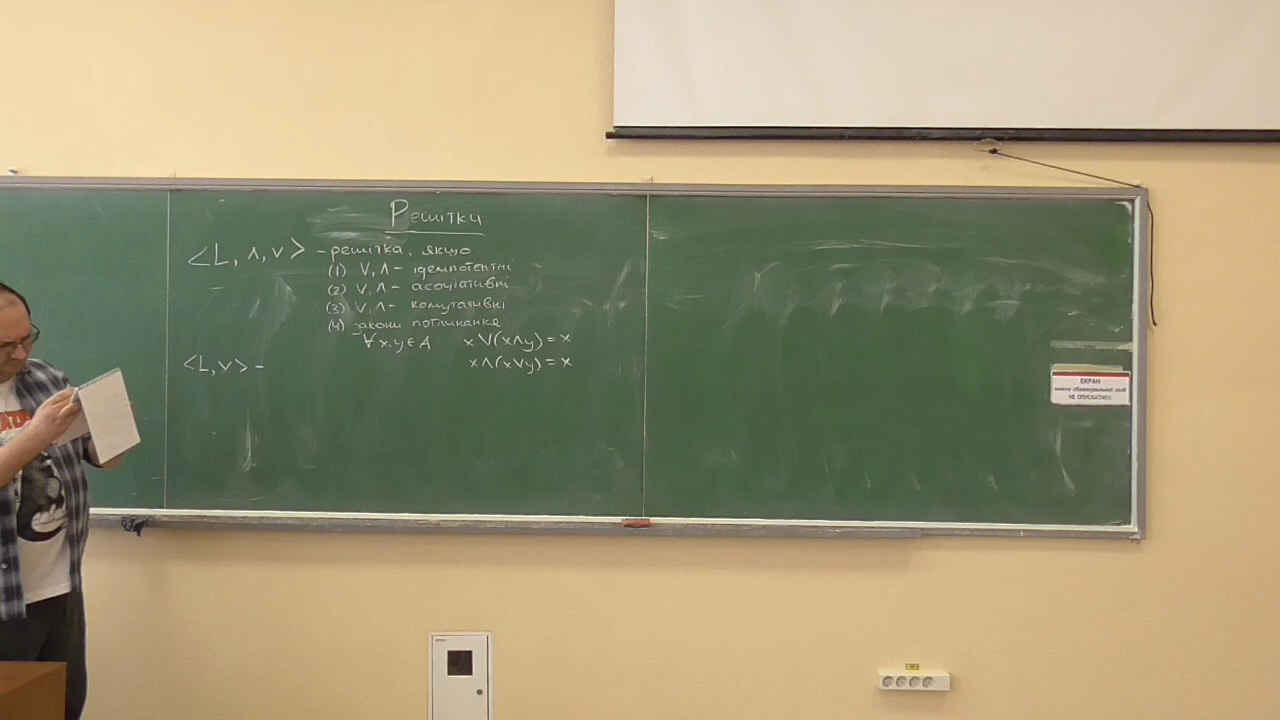 Решітки
<L, ∧, ∨> - решітка, якщо
(1) ∨, ∧ - ідемпотентні
(2) ∨, ∧ - асоціативні
(3) ∨, ∧ - комутативні
(4) закони поглинання
∀x,y∈A x∨(x∧y)=x
x∧(x∨y)=x
<L,∨> -
ЕКРАН
НЕ ОПУСКАТИ!!!